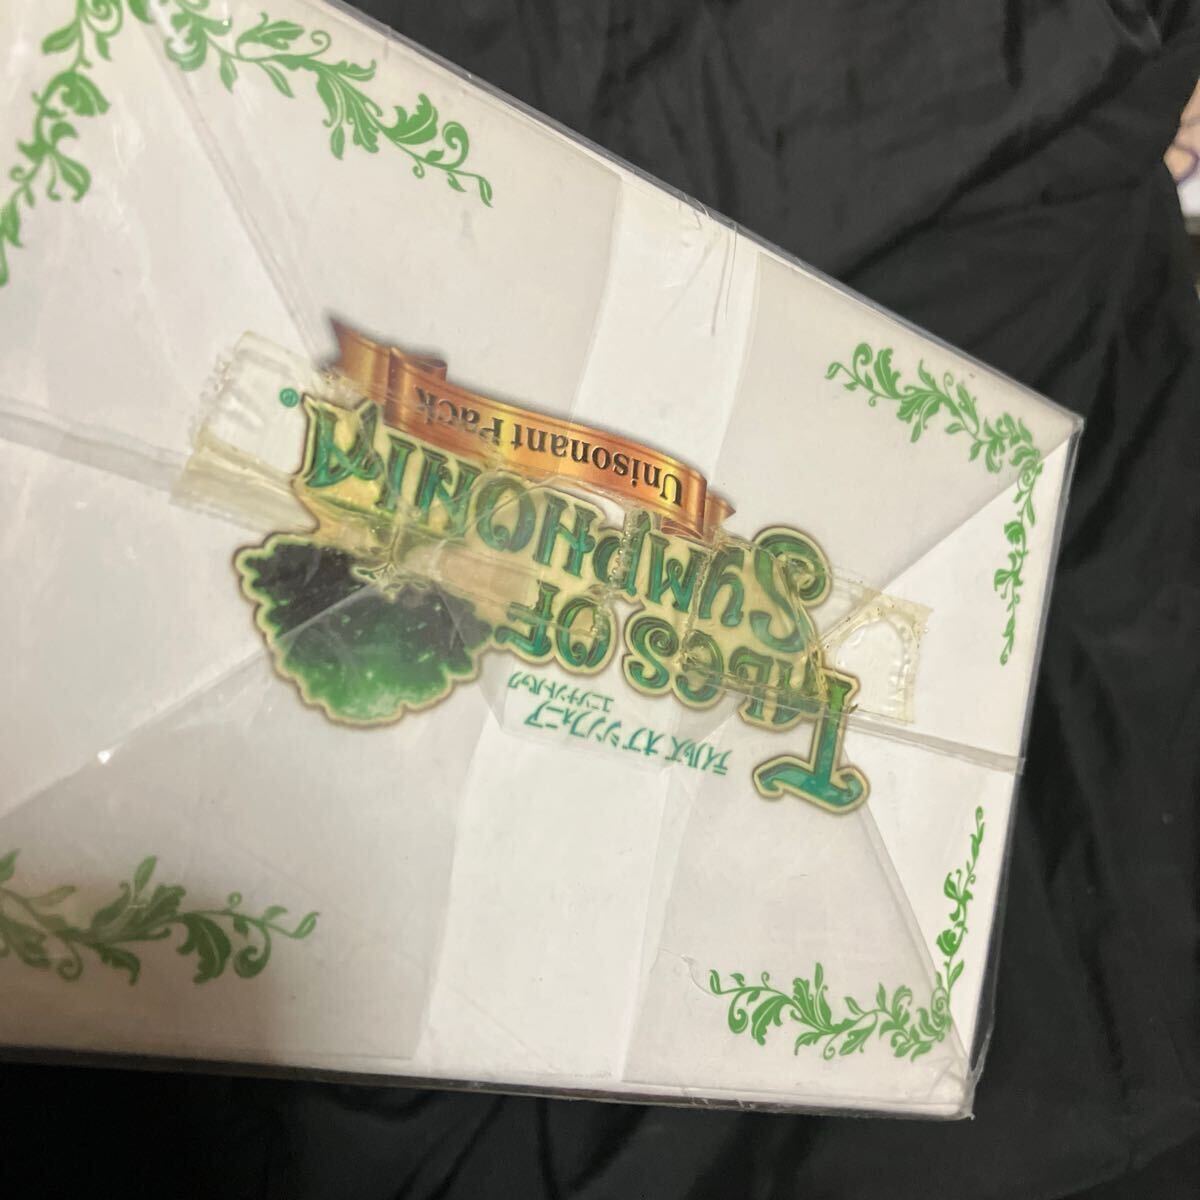 テイルズ オブ シンフォニア
ユニゾナントパック
TALES OF
SYMPHONIA®
Unisonant Pack